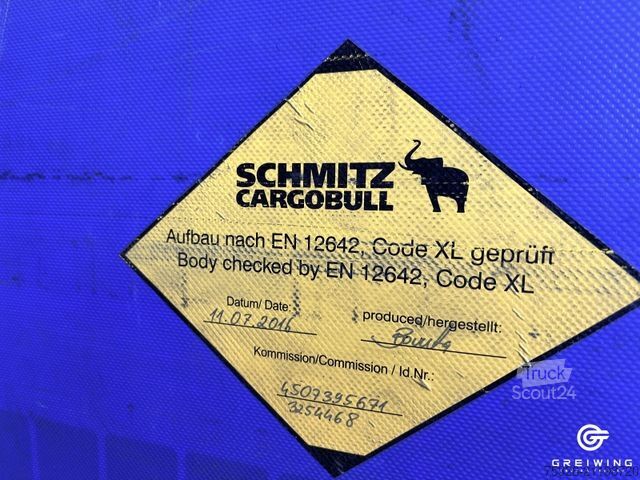 SCHMITZ
CARGOBULL
Aufbau nach EN 12642, Code XL geprüft
Body checked by EN 12642, Code XL
Datum/ Date:
11.07.2016
produced/hergestellt:
Kommission/Commission / Id.Nr.:
4507395671
3254468
Truck
Scout24
GREIWING